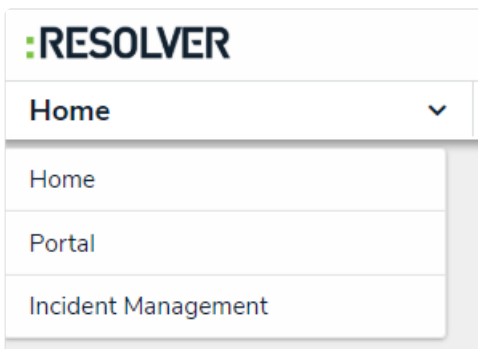 :RESOLVER
Home
Home
Portal
Incident Management